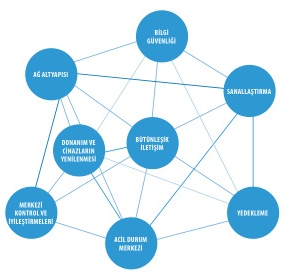 BİLGİ
GÜVENLİĞİ
AĞ ALTYAPISI
SANALLAŞTIRMA
DONANIM VE
CİHAZLARIN
YENİLENMESİ
BÜTÜNLEŞİK
İLETİŞİM
MERKEZİ
KONTROL VE
İYİLEŞTİRMELERİ
YEDEKLEME
ACİL DURUM
MERKEZİ